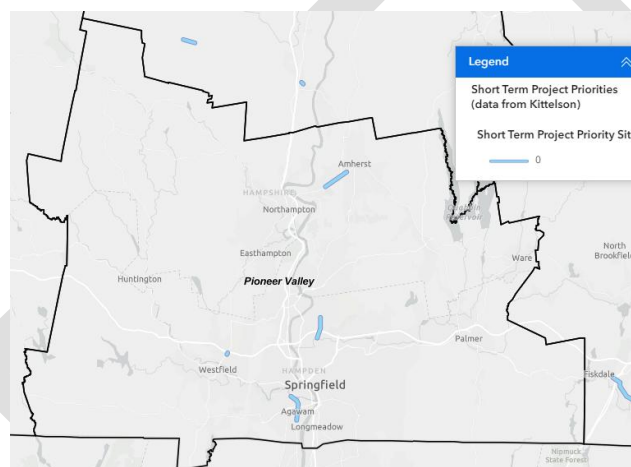 Legend
Short Term Project Priorities
(data from Kittelson)
Short Term Project Priority Sit
0
Amherst
HAMPSHIRE
Northampton
Reservoir
North
Brookfield
Easthampton
Ware
Huntington
Pioneer Valley
Palmer
Westfield
HAMPDEN
Springfield
Fiskdale
Agawam
Longmeadow
Nipmuck
State Forest